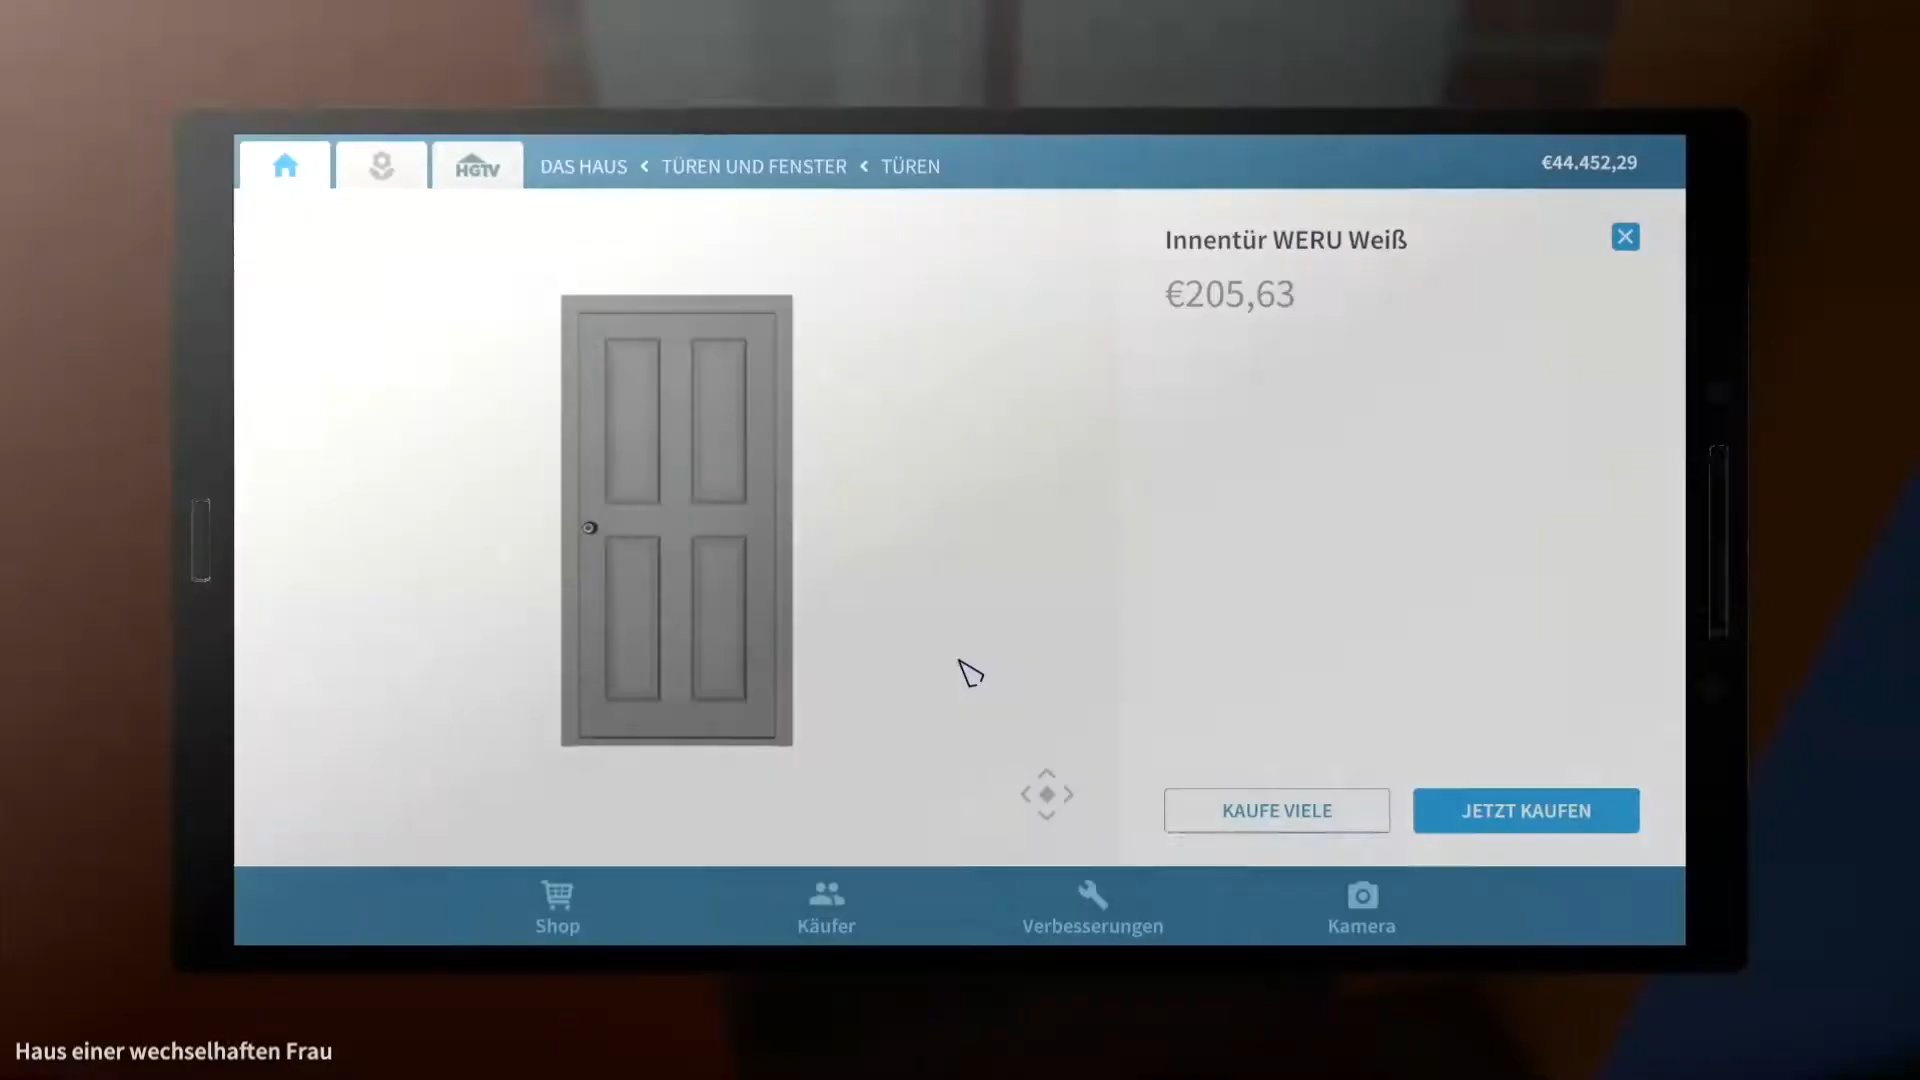 HGTV
DAS HAUS < TÜREN UND FENSTER < TÜREN
€44.452,29
Innentür WERU Weiß
€205,63
KAUFE VIELE
JETZT KAUFEN
Shop
Käufer
Verbesserungen
Kamera
Haus einer wechselhaften Frau